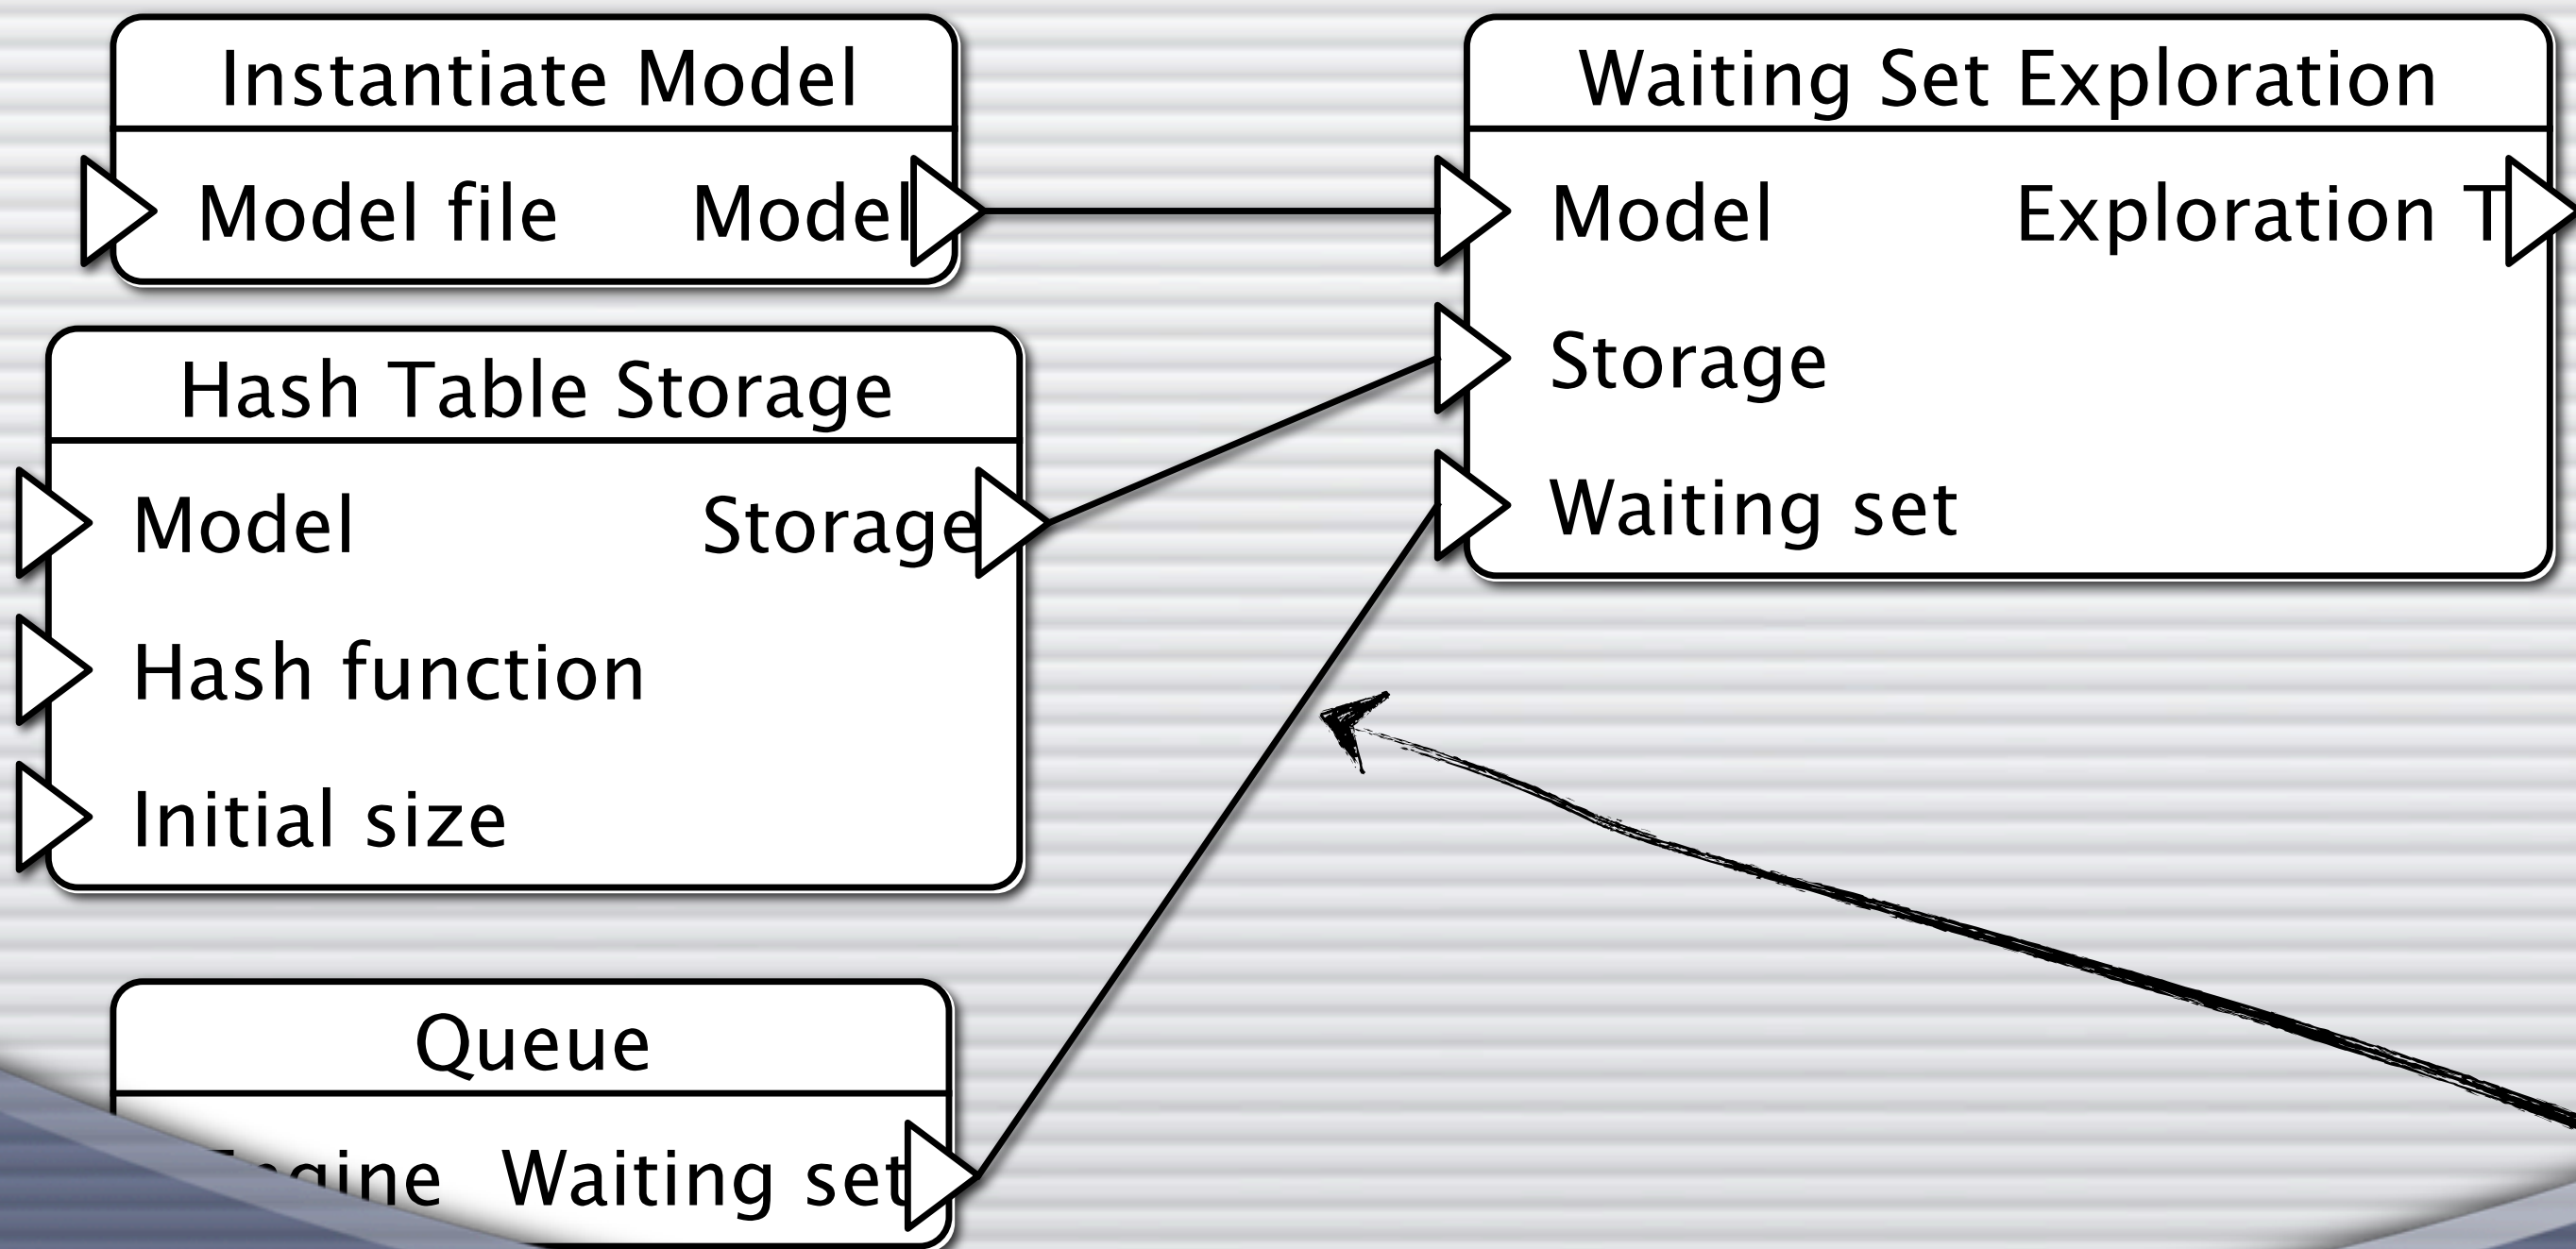 Instantiate Model
Model file Model
Waiting Set Exploration
Model Exploration T
Storage
Waiting set
Hash Table Storage
Model Storage
Hash function
Initial size
Queue
Waiting set